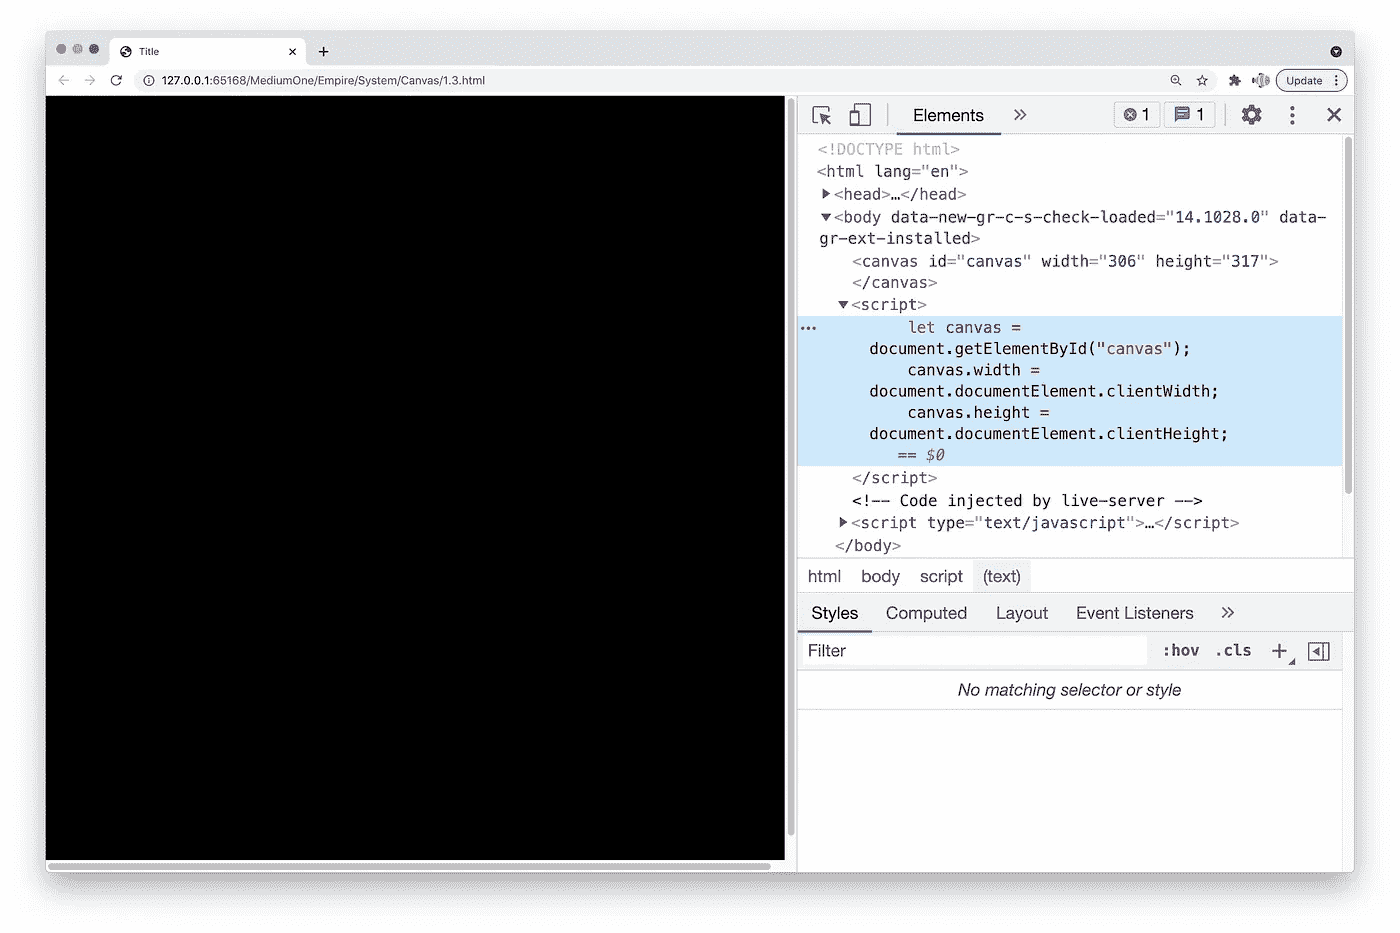 Title
127.0.0.1:65168/MediumOne/Empire/System/Canvas/1.3.html
Update
Elements
1
1
<!DOCTYPE html>
<html lang="en">
<head>…</head>
<body data-new-gr-c-s-check-loaded="14.1028.0" data-
gr-ext-installed>
<canvas id="canvas" width="306" height="317">
</canvas>
<script>
let canvas =
document.getElementById("canvas");
canvas.width =
document.documentElement.clientWidth;
canvas.height =
document.documentElement.clientHeight;
== $0
</script>
<!-- Code injected by live-server -->
<script type="text/javascript">…</script>
</body>
html body script (text)
Styles Computed Layout Event Listeners
Filter
:hov .cls
No matching selector or style